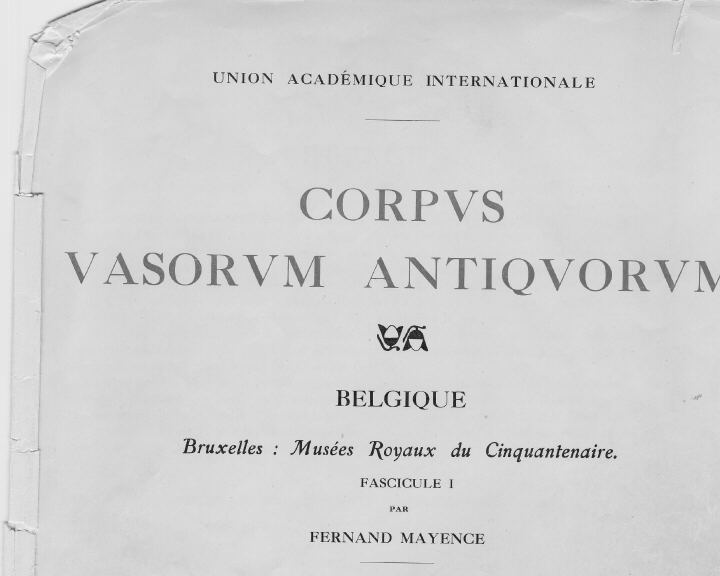 UNION ACADÉMIQUE INTERNATIONALE
CORPVS
VASORVM ANTIQVORVM
BELGIQUE
Bruxelles : Musées Royaux du Cinquantenaire.
FASCICULE I
PAR
FERNAND MAYENCE